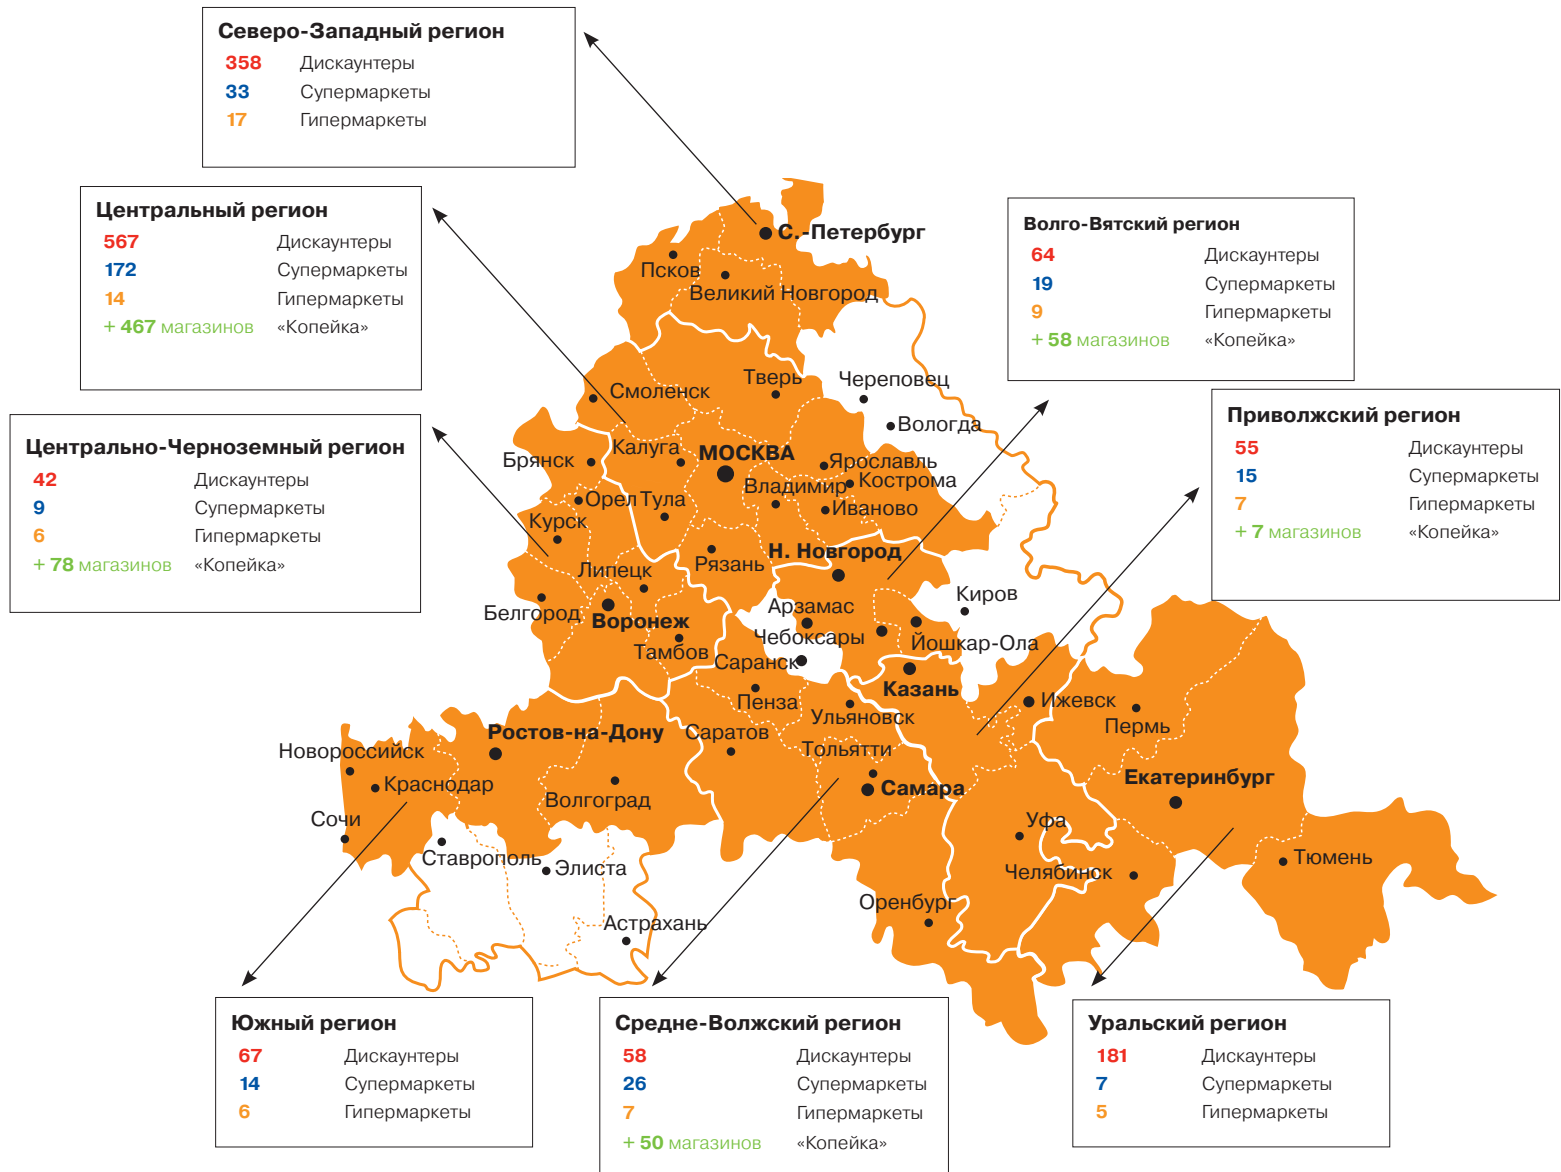 Северо-Западный регион
358 Дискаунтеры
33 Супермаркеты
17 Гипермаркеты
Центральный регион
567 Дискаунтеры
172 Супермаркеты
14 Гипермаркеты
+ 467 магазинов «Копейка»
Волго-Вятский регион
64 Дискаунтеры
19 Супермаркеты
9 Гипермаркеты
+ 58 магазинов «Копейка»
Центрально-Черноземный регион
42 Дискаунтеры
9 Супермаркеты
6 Гипермаркеты
+ 78 магазинов «Копейка»
Приволжский регион
55 Дискаунтеры
15 Супермаркеты
7 Гипермаркеты
+ 7 магазинов «Копейка»
С.-Петербург
Псков
Великий Новгород
Смоленск
Тверь
Череповец
Вологда
Брянск
Калуга
МОСКВА
Ярославль
Владимир
Кострома
Орел
Тула
Иваново
Курск
Рязань
Н. Новгород
Липецк
Белгород
Воронеж
Арзамас
Киров
Чебоксары
Йошкар-Ола
Тамбов
Саранск
Казань
Пенза
Ульяновск
Ижевск
Пермь
Ростов-на-Дону
Саратов
Тольятти
Новороссийск
Краснодар
Волгоград
Самара
Екатеринбург
Сочи
Уфа
Ставрополь
Элиста
Челябинск
Тюмень
Оренбург
Астрахань
Южный регион
67 Дискаунтеры
14 Супермаркеты
6 Гипермаркеты
Средне-Волжский регион
58 Дискаунтеры
26 Супермаркеты
7 Гипермаркеты
+ 50 магазинов «Копейка»
Уральский регион
181 Дискаунтеры
7 Супермаркеты
5 Гипермаркеты